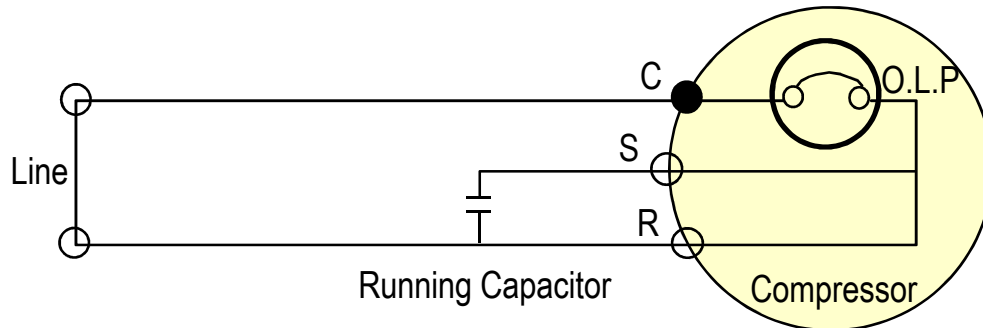 C
O.L.P
S
Line
R
Running Capacitor
Compressor